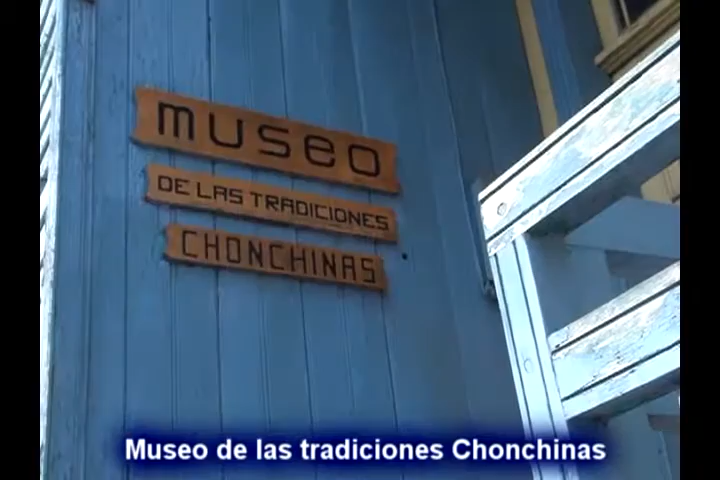 museo
DE LAS TRADICIONES
CHONCHINAS
Museo de las tradiciones Chonchinas